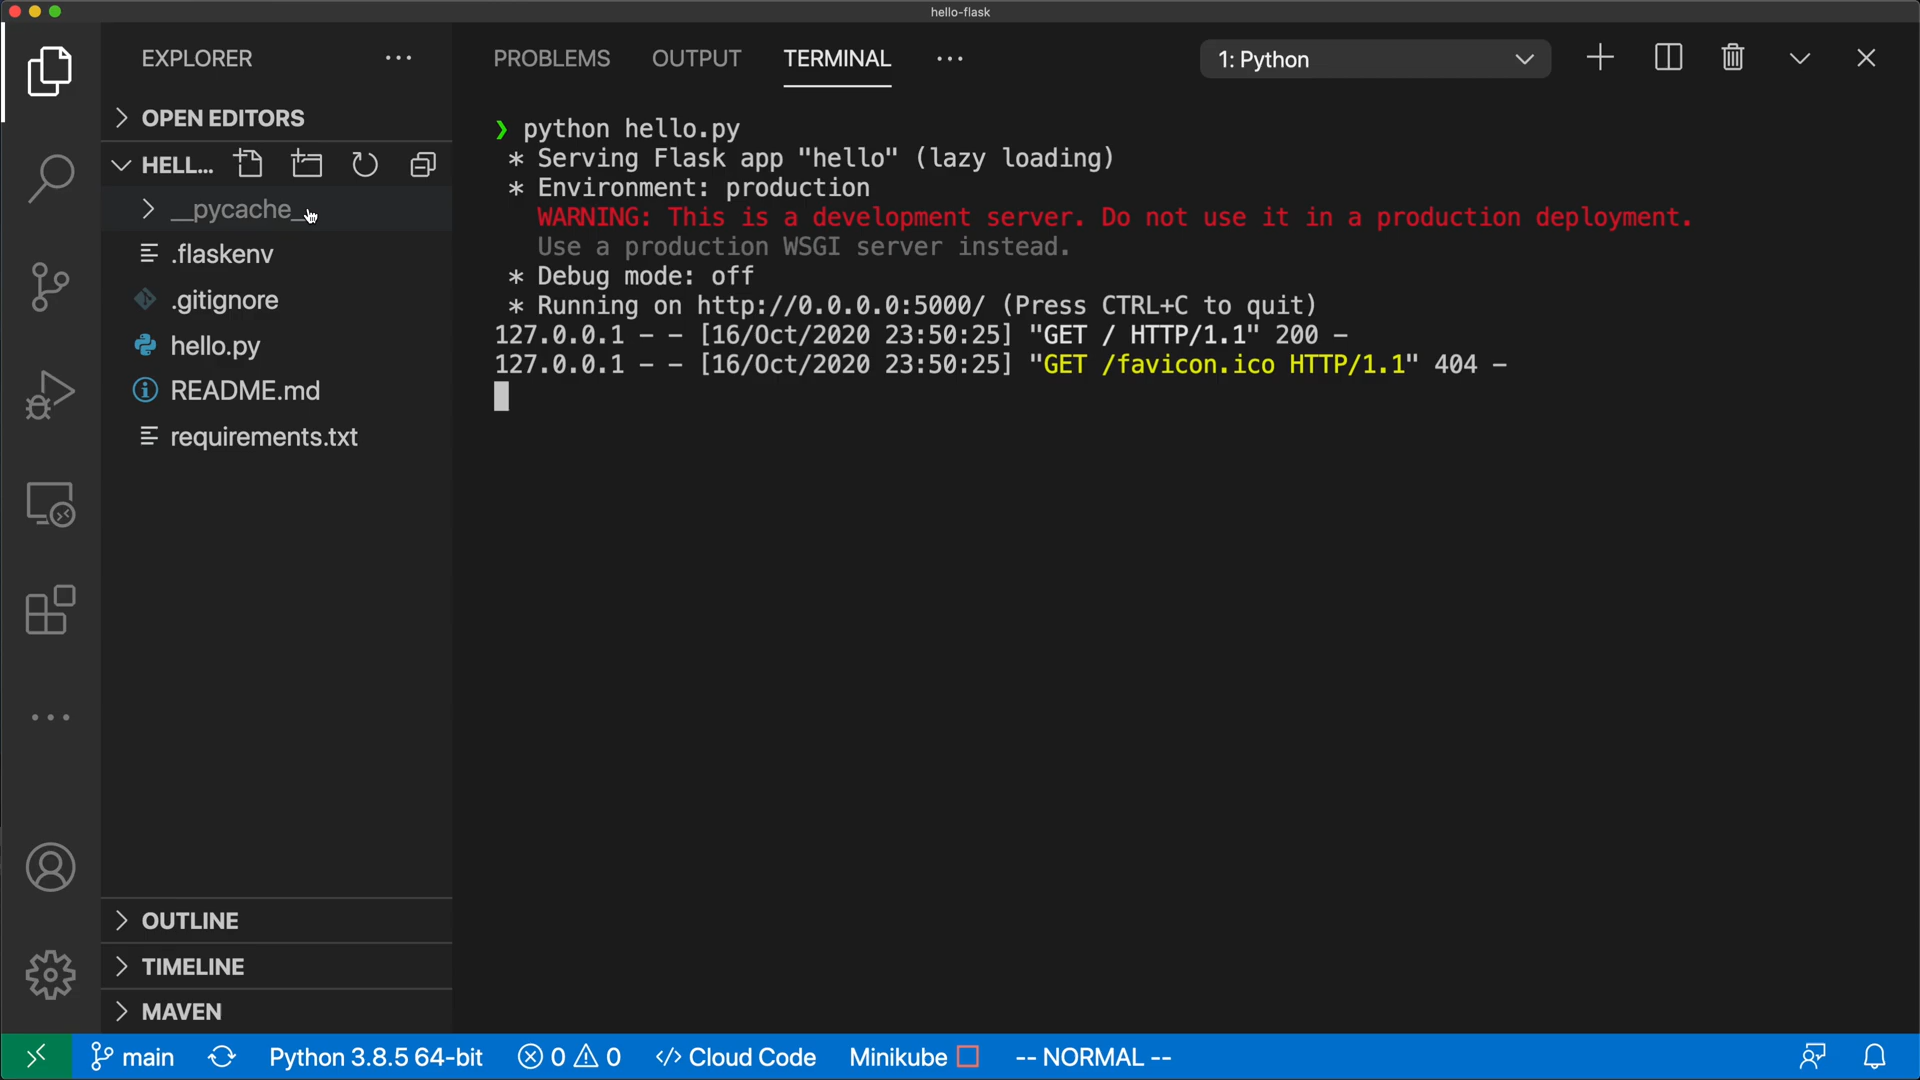 hello-flask
EXPLORER
OPEN EDITORS
HELL...
__pycache__
.flaskenv
.gitignore
hello.py
README.md
requirements.txt
OUTLINE
TIMELINE
MAVEN
PROBLEMS OUTPUT TERMINAL
1: Python
❯ python hello.py
* Serving Flask app "hello" (lazy loading)
* Environment: production
WARNING: This is a development server. Do not use it in a production deployment.
Use a production WSGI server instead.
* Debug mode: off
* Running on http://0.0.0.0:5000/ (Press CTRL+C to quit)
127.0.0.1 - - [16/Oct/2020 23:50:25] "GET / HTTP/1.1" 200 -
127.0.0.1 - - [16/Oct/2020 23:50:25] "GET /favicon.ico HTTP/1.1" 404 -
main Python 3.8.5 64-bit 0 0 Cloud Code Minikube -- NORMAL --